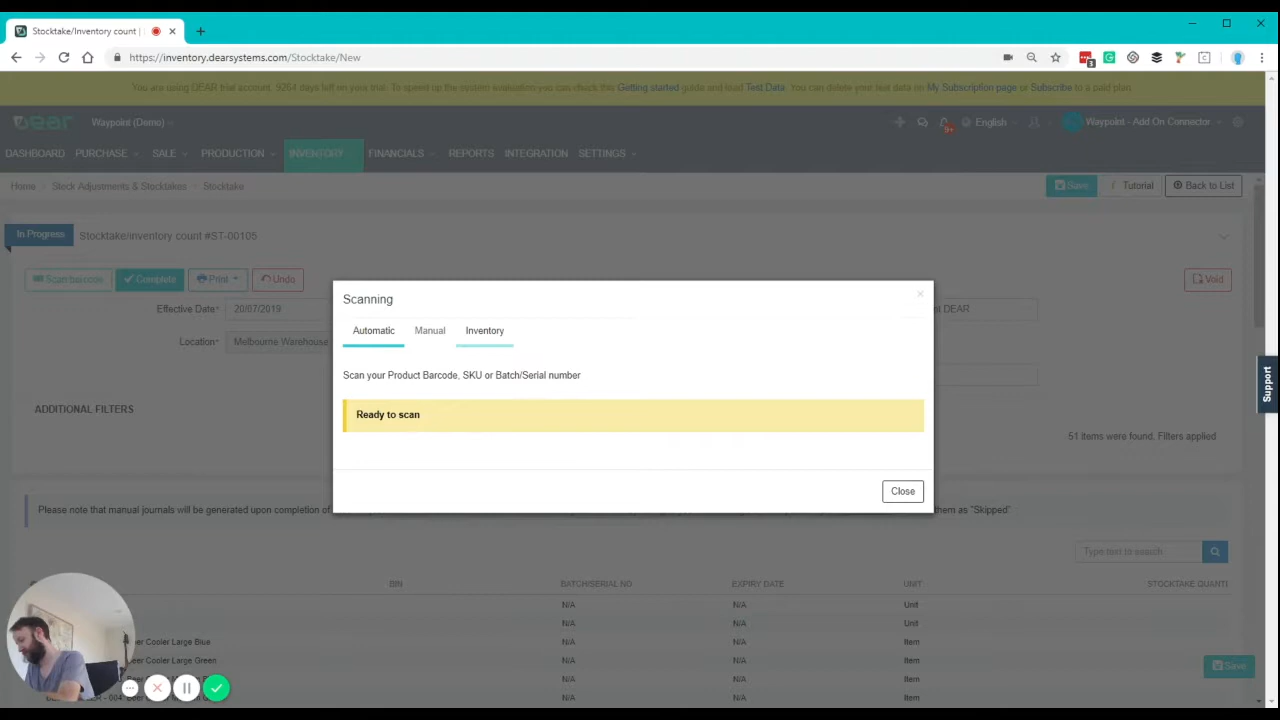 Stocktake/Inventory count |
https://inventory.dearsystems.com/Stocktake/New
3
You are using DEAR trial account, 9264 days left on your trial. To speed up the system evaluation you can check this Getting started guide and load Test Data. You can delete your test data on My Subscription page or Subscribe to a paid plan.
Dear
Waypoint (Demo)
9+
English
Waypoint - Add On Connector
DASHBOARD PURCHASE SALE PRODUCTION INVENTORY FINANCIALS REPORTS INTEGRATION SETTINGS
Home Stock Adjustments & Stocktakes Stocktake
Save
Tutorial
Back to List
In Progress
Stocktake/inventory count #ST-00105
Scan barcode
Complete
Print
Undo
Void
Scanning
Effective Date*
20/07/2019
DEAR
Automatic Manual Inventory
Location*
Melbourne Warehouse
Scan your Product Barcode, SKU or Batch/Serial number
ADDITIONAL FILTERS
Ready to scan
Support
51 items were found. Filters applied
Close
Please note that manual journals will be generated upon completion of
them as "Skipped"
Type text to search
BIN BATCH/SERIAL NO EXPIRY DATE UNIT STOCKTAKE QUANTI
N/A N/A Unit
N/A N/A Unit
Cooler Large Blue N/A N/A Item
Cooler Large Green N/A N/A Item
N/A N/A Item
N/A N/A Item
Save